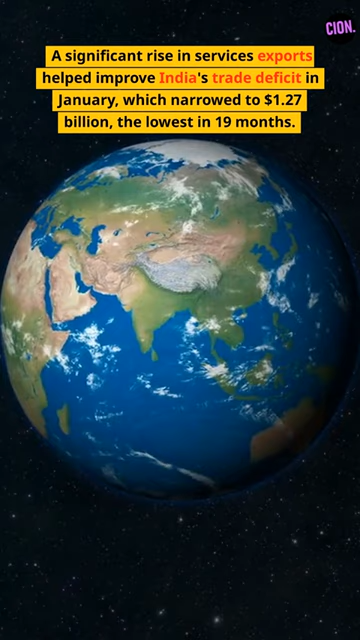 CION.
A significant rise in services exports
helped improve India's trade deficit in
January, which narrowed to $1.27
billion, the lowest in 19 months.